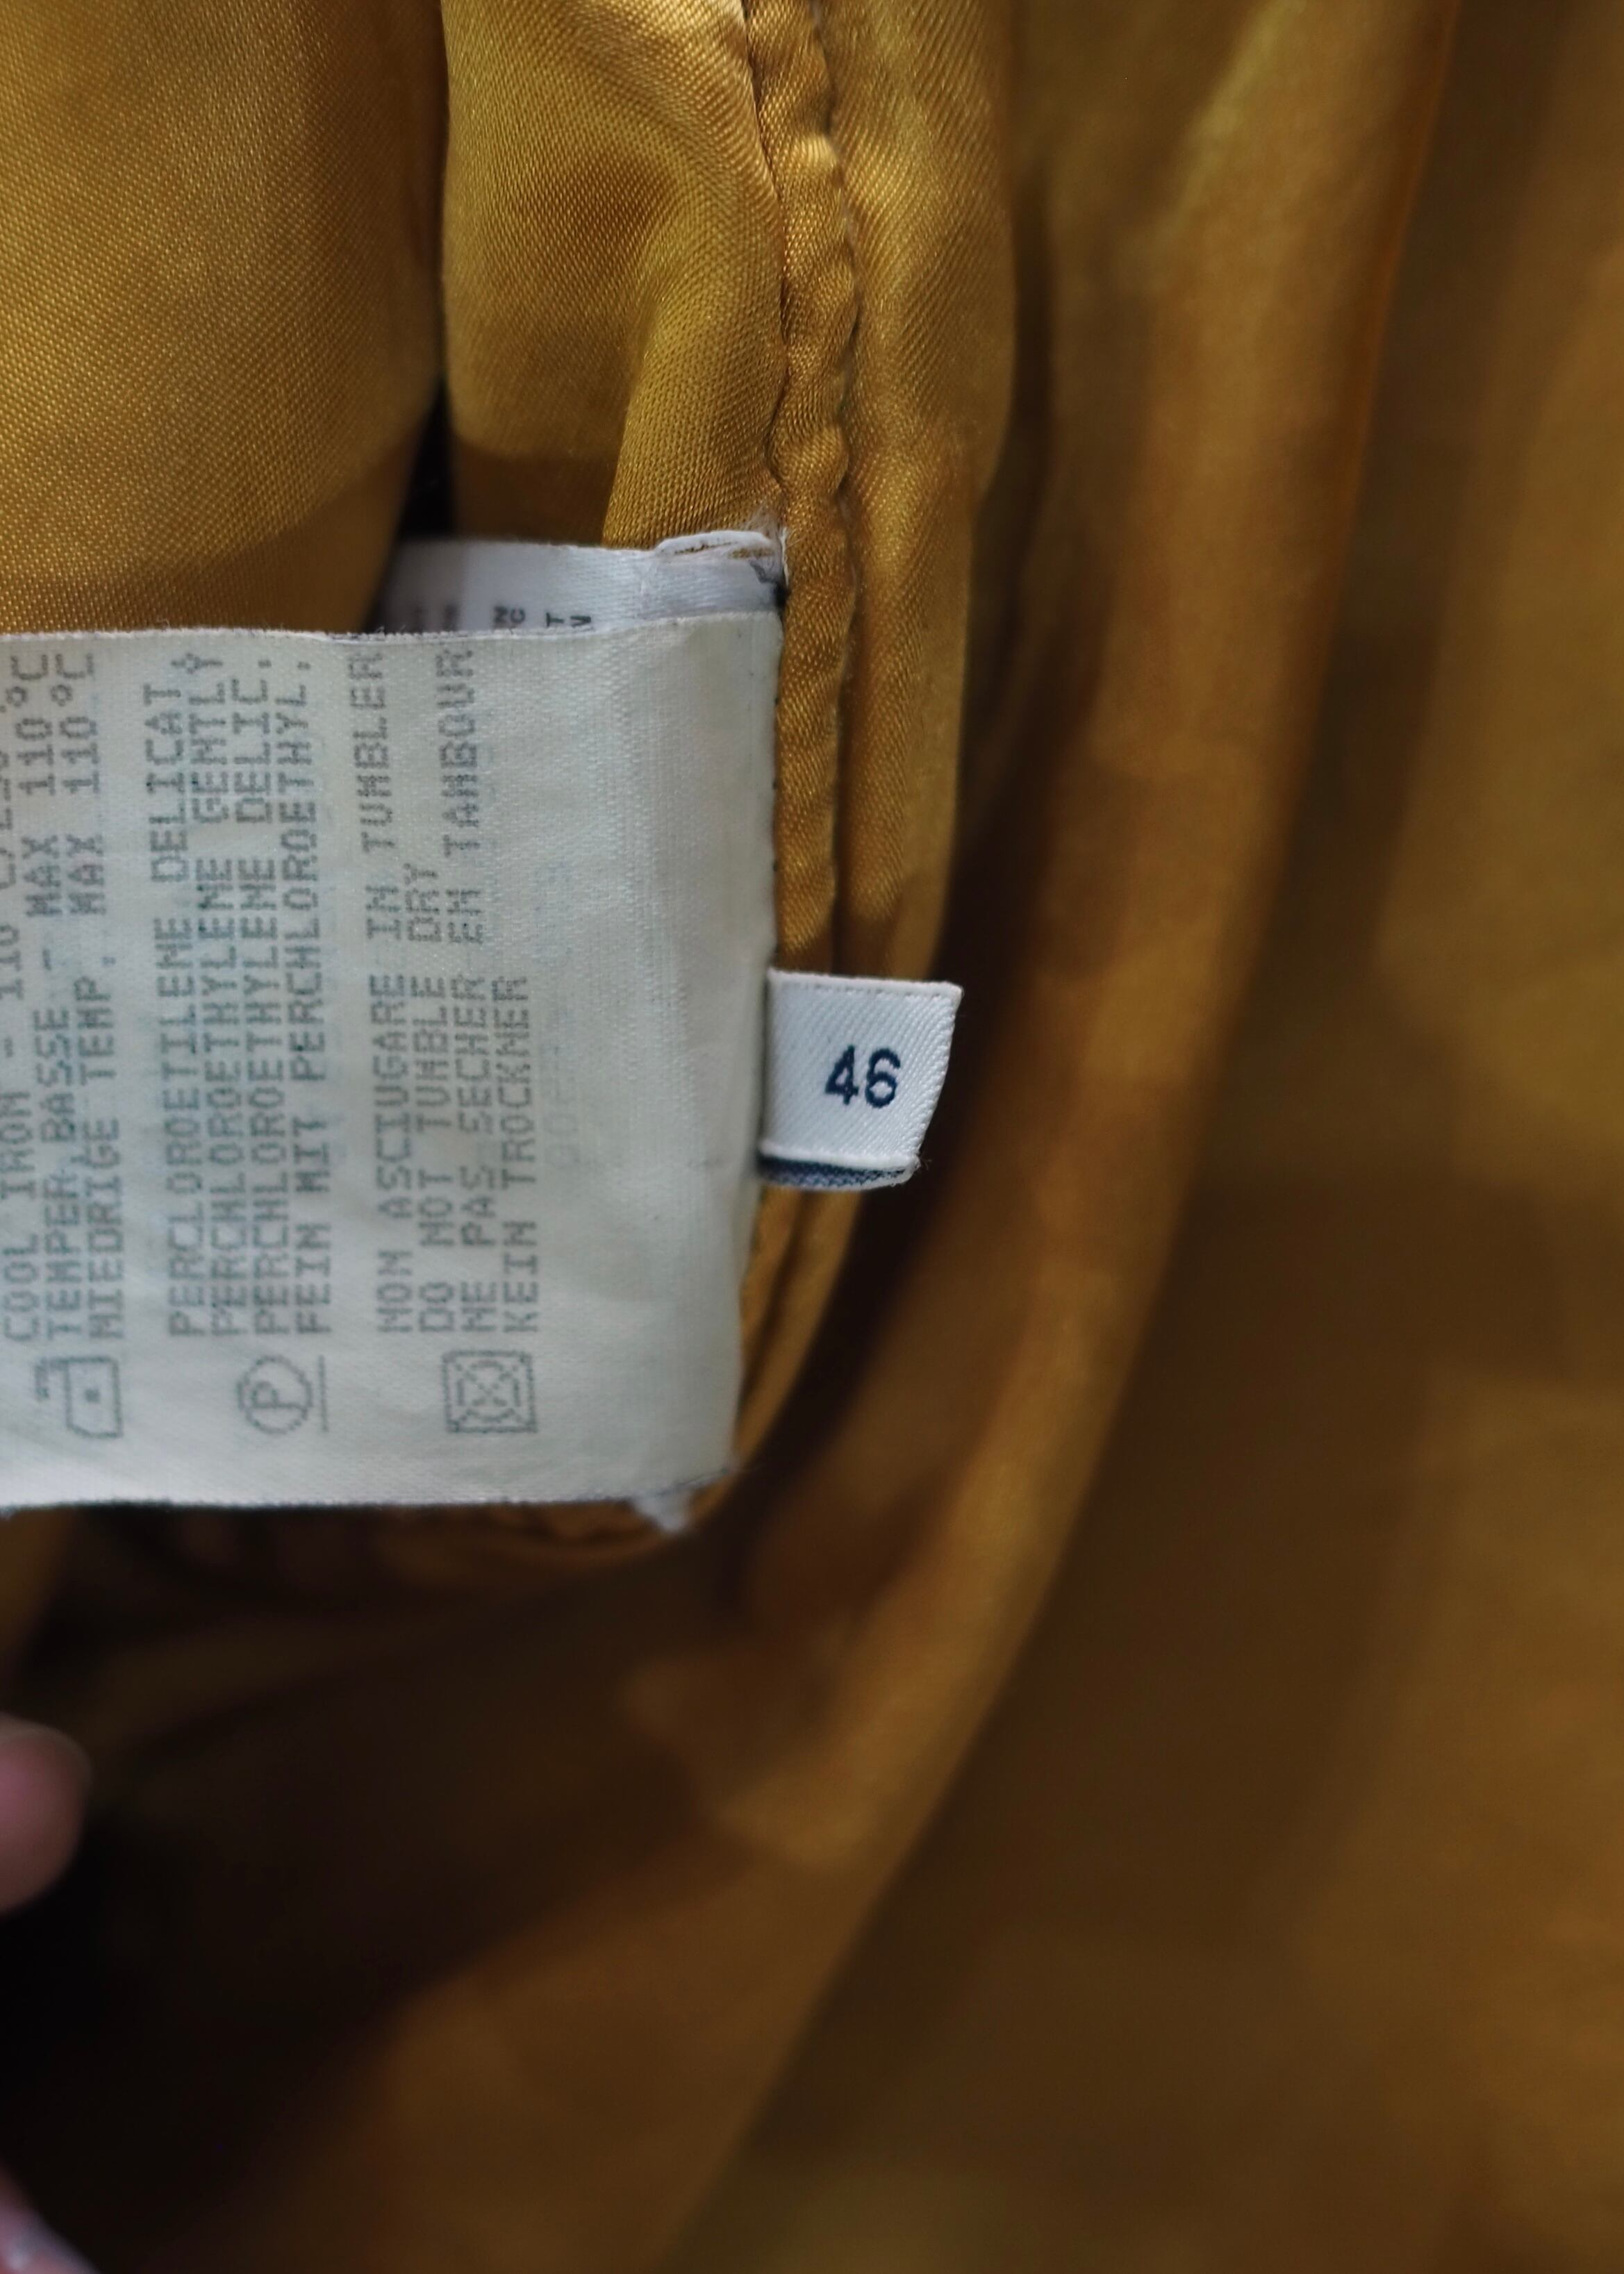 COOL IRON - 110°C
TEMPER. BASSE - MAX 110°C
NIEDRIGE TEMP. MAX 110°C
PERCLOROETILENE DELICAT.
PERCHLOROETHYLENE GENTLY
PERCHLOROETHYLENE DELIC.
FEIN MIT PERCHLOROETHYL.
P
NON ASCIUGARE IN TUMBLER
DO NOT TUMBLE DRY
NE PAS SECHER EN TAMBOUR
KEIN TROCKNER
46